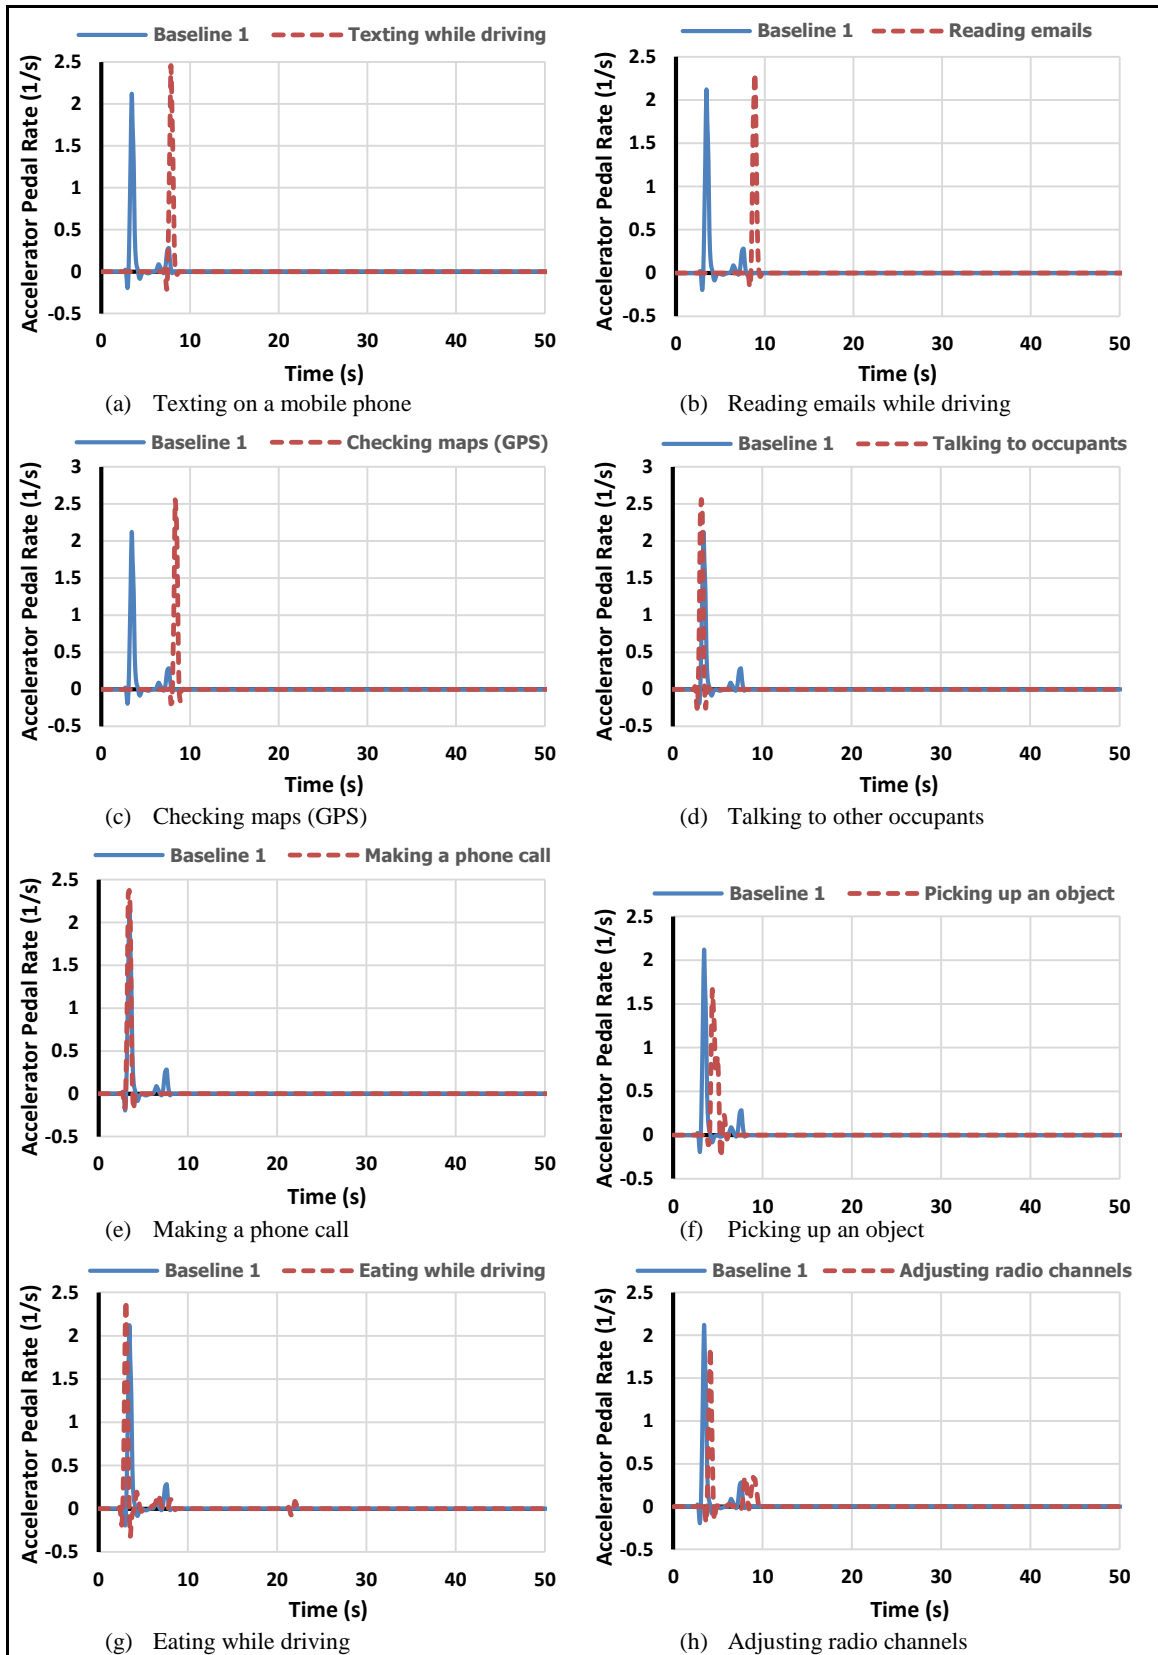 Baseline 1 Texting while driving
Accelerator Pedal Rate (1/s)
2.5
2
1.5
1
0.5
0
-0.5
0 10 20 30 40 50
Time (s)
(a) Texting on a mobile phone
Baseline 1 Reading emails
Accelerator Pedal Rate (1/s)
2.5
2
1.5
1
0.5
0
-0.5
0 10 20 30 40 50
Time (s)
(b) Reading emails while driving
Baseline 1 Checking maps (GPS)
Accelerator Pedal Rate (1/s)
3
2.5
2
1.5
1
0.5
0
-0.5
0 10 20 30 40 50
Time (s)
(c) Checking maps (GPS)
Baseline 1 Talking to occupants
Accelerator Pedal Rate (1/s)
3
2.5
2
1.5
1
0.5
0
-0.5
0 10 20 30 40 50
Time (s)
(d) Talking to other occupants
Baseline 1 Making a phone call
Accelerator Pedal Rate (1/s)
2.5
2
1.5
1
0.5
0
-0.5
0 10 20 30 40 50
Time (s)
(e) Making a phone call
Baseline 1 Picking up an object
Accelerator Pedal Rate (1/s)
2.5
2
1.5
1
0.5
0
-0.5
0 10 20 30 40 50
Time (s)
(f) Picking up an object
Baseline 1 Eating while driving
Accelerator Pedal Rate (1/s)
2.5
2
1.5
1
0.5
0
-0.5
0 10 20 30 40 50
Time (s)
(g) Eating while driving
Baseline 1 Adjusting radio channels
Accelerator Pedal Rate (1/s)
2.5
2
1.5
1
0.5
0
-0.5
0 10 20 30 40 50
Time (s)
(h) Adjusting radio channels